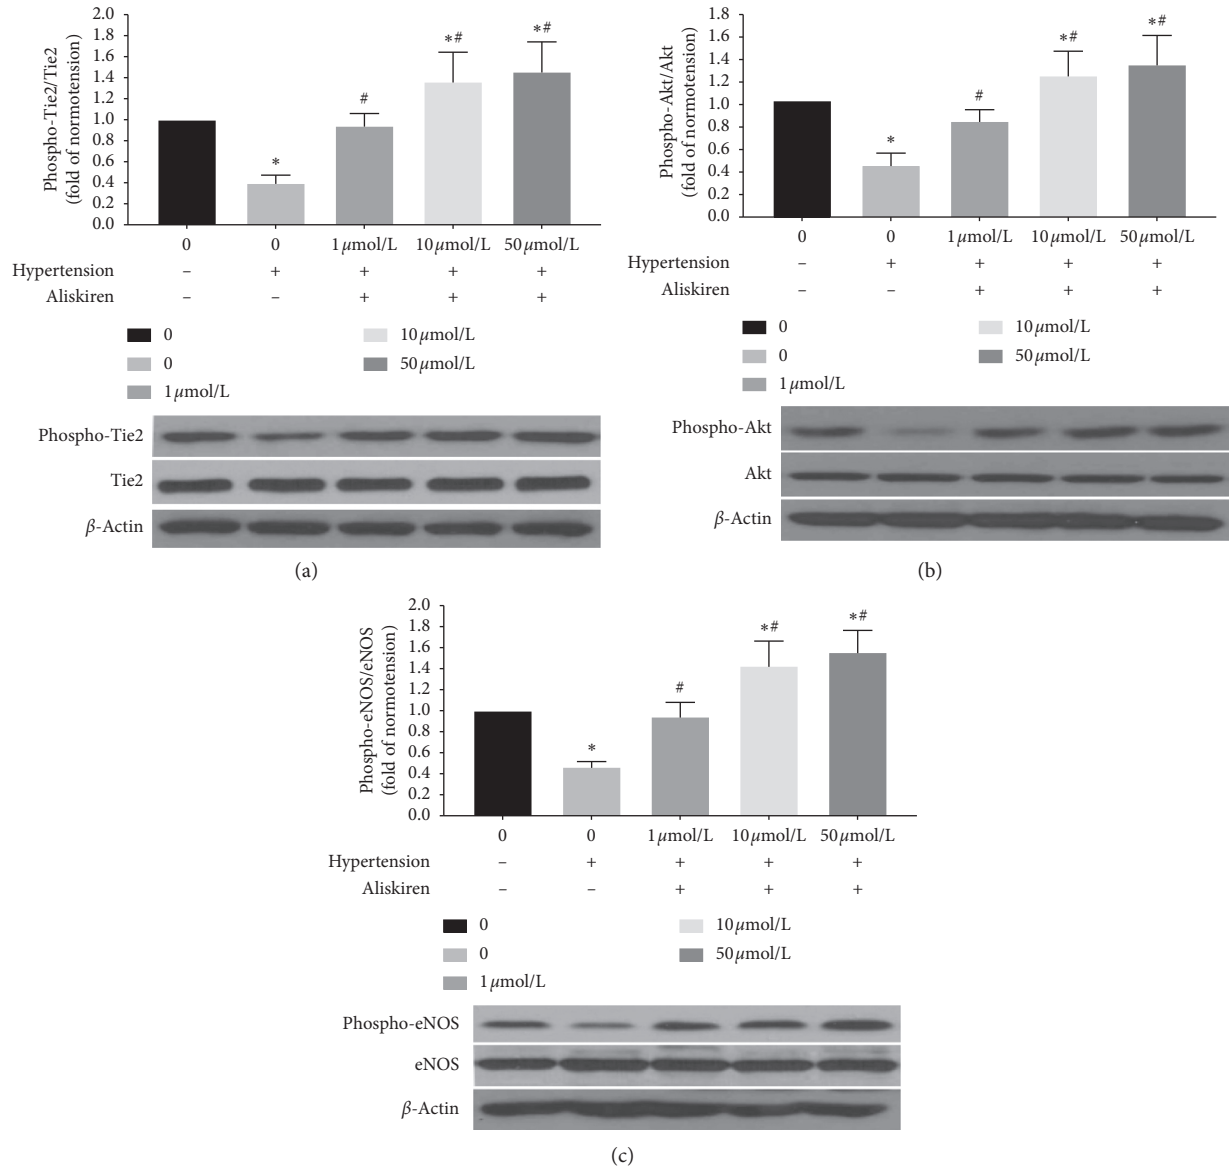 Phospho-Tie2/Tie2
(fold of normotension)
2.0
1.8
1.6
1.4
1.2
1.0
0.8
0.6
0.4
0.2
0.0
*
#
*#
*#
0 0 1 μmol/L 10 μmol/L 50 μmol/L
Hypertension – + + + +
Aliskiren – – + + +
0
0
1 μmol/L
10 μmol/L
50 μmol/L
Phospho-Tie2
Tie2
β-Actin
(a)
Phospho-Akt/Akt
(fold of normotension)
1.8
1.6
1.4
1.2
1.0
0.8
0.6
0.4
0.2
0.0
*
#
*#
*#
0 0 1 μmol/L 10 μmol/L 50 μmol/L
Hypertension – + + + +
Aliskiren – – + + +
0
0
1 μmol/L
10 μmol/L
50 μmol/L
Phospho-Akt
Akt
β-Actin
(b)
Phospho-eNOS/eNOS
(fold of normotension)
2.0
1.8
1.6
1.4
1.2
1.0
0.8
0.6
0.4
0.2
0.0
*
#
*#
*#
0 0 1 μmol/L 10 μmol/L 50 μmol/L
Hypertension – + + + +
Aliskiren – – + + +
0
0
1 μmol/L
10 μmol/L
50 μmol/L
Phospho-eNOS
eNOS
β-Actin
(c)